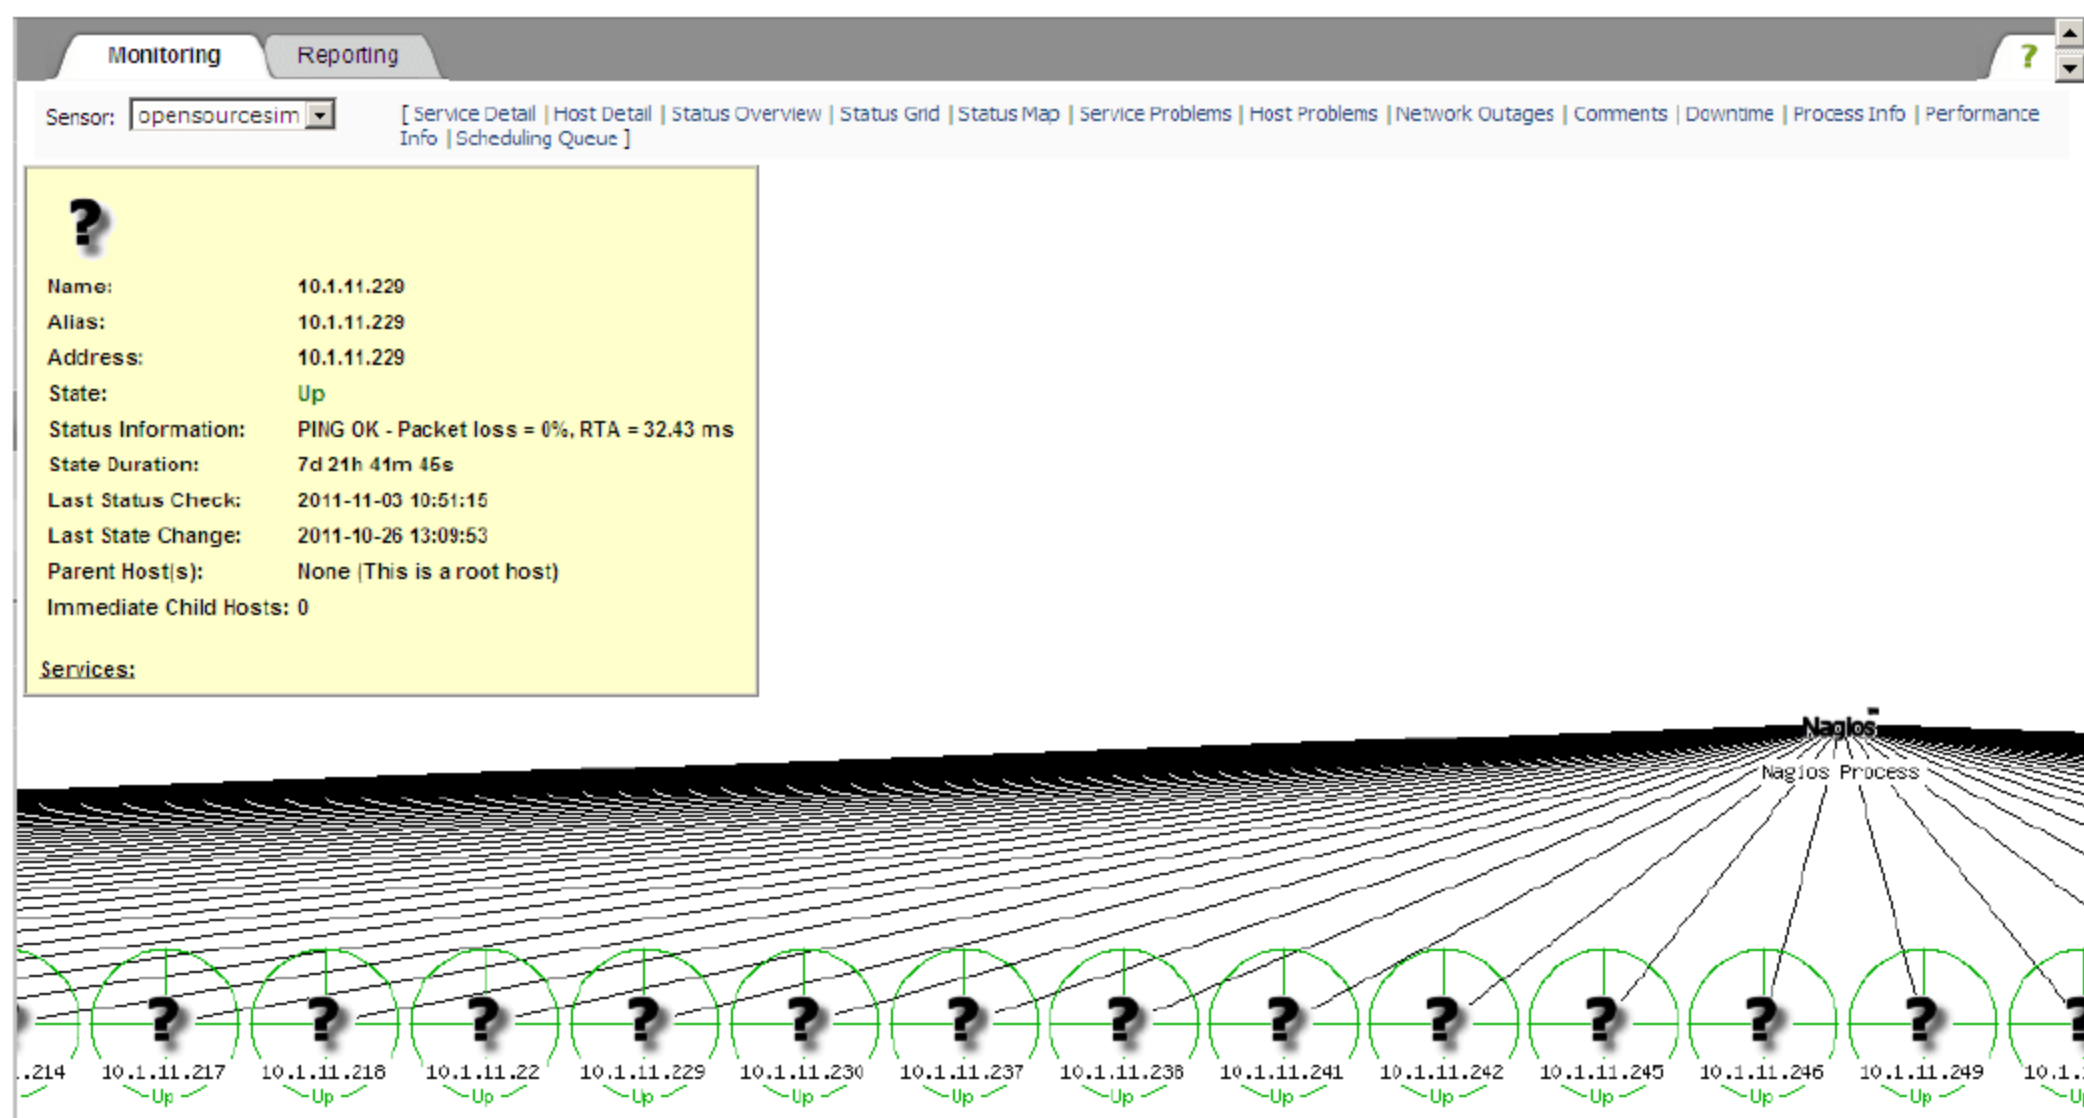 Monitoring Reporting ?
Sensor: opensourcesim [ Service Detail | Host Detail | Status Overview | Status Grid | Status Map | Service Problems | Host Problems | Network Outages | Comments | Downtime | Process Info | Performance
Info | Scheduling Queue ]
?
Name: 10.1.11.229
Alias: 10.1.11.229
Address: 10.1.11.229
State: Up
Status Information: PING OK - Packet loss = 0%, RTA = 32.43 ms
State Duration: 7d 21h 41m 45s
Last Status Check: 2011-11-03 10:51:15
Last State Change: 2011-10-26 13:09:53
Parent Host(s): None (This is a root host)
Immediate Child Hosts: 0
Services:
Nagios
Nagios Process
? ? ? ? ? ? ? ? ? ? ? ? ?
.214 10.1.11.217 10.1.11.218 10.1.11.22 10.1.11.229 10.1.11.230 10.1.11.237 10.1.11.238 10.1.11.241 10.1.11.242 10.1.11.245 10.1.11.246 10.1.11.249 10.1.
Up Up Up Up Up Up Up Up Up Up Up Up